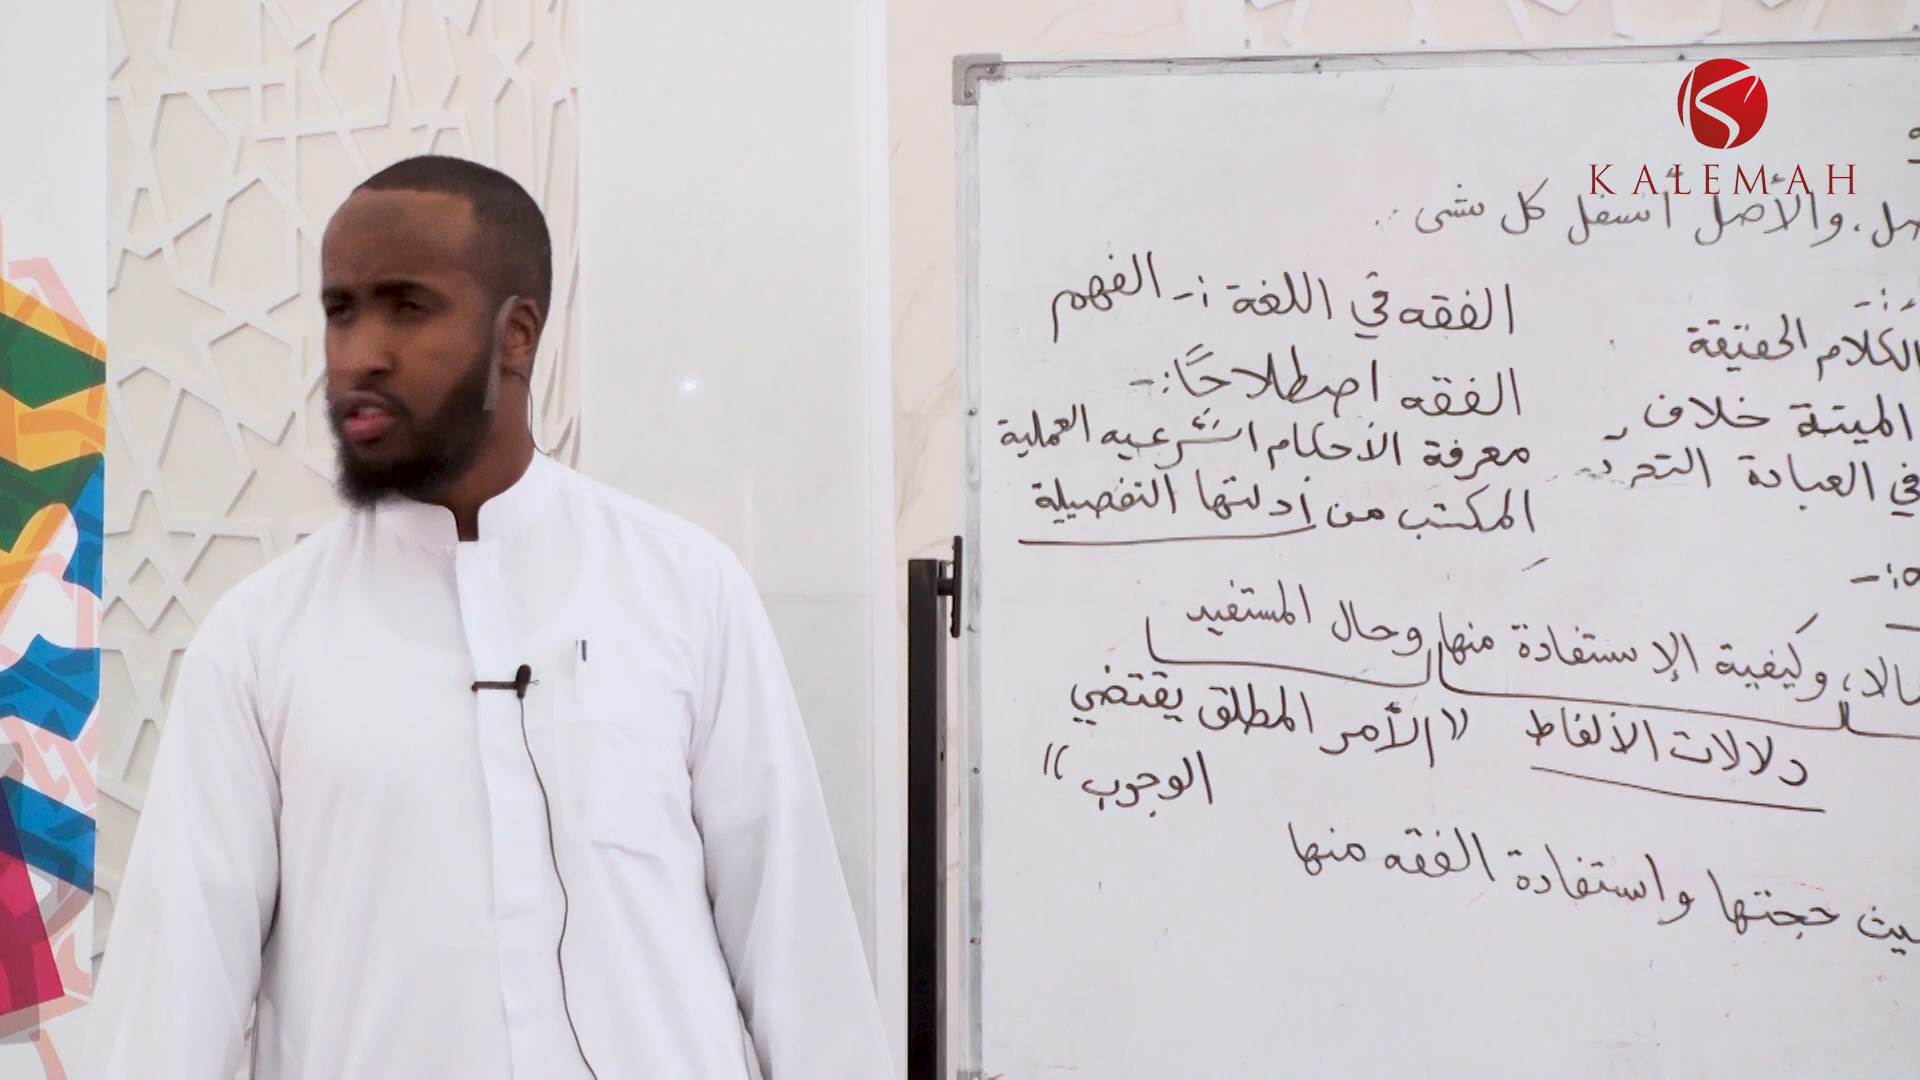 KALEMAH
والأصل أسفل كل شئ
الفقه في اللغة :- الفهم
الفقه اصطلاحًا :-
معرفة الأحكام الشرعيه العملية
المكتسب من أدلتها التفصيلة
الكلام الحقيقة
الميتة خلاف
في العبادة
وكيفية الإستفادة منها وحال المستفيد
دلالات الألفاظ "الأمر المطلق يقتضي
الوجوب"
حجتها واستفادة الفقه منها